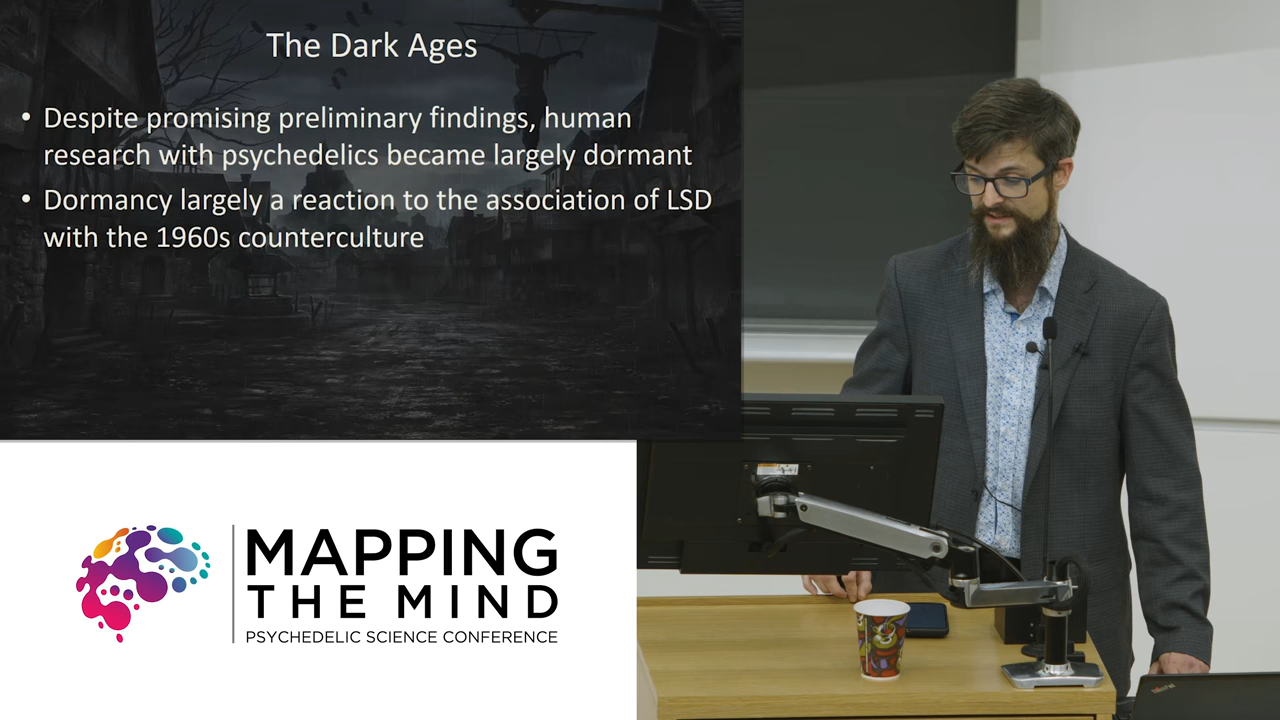 The Dark Ages
• Despite promising preliminary findings, human
research with psychedelics became largely dormant
• Dormancy largely a reaction to the association of LSD
with the 1960s counterculture
MAPPING
THE MIND
PSYCHEDELIC SCIENCE CONFERENCE